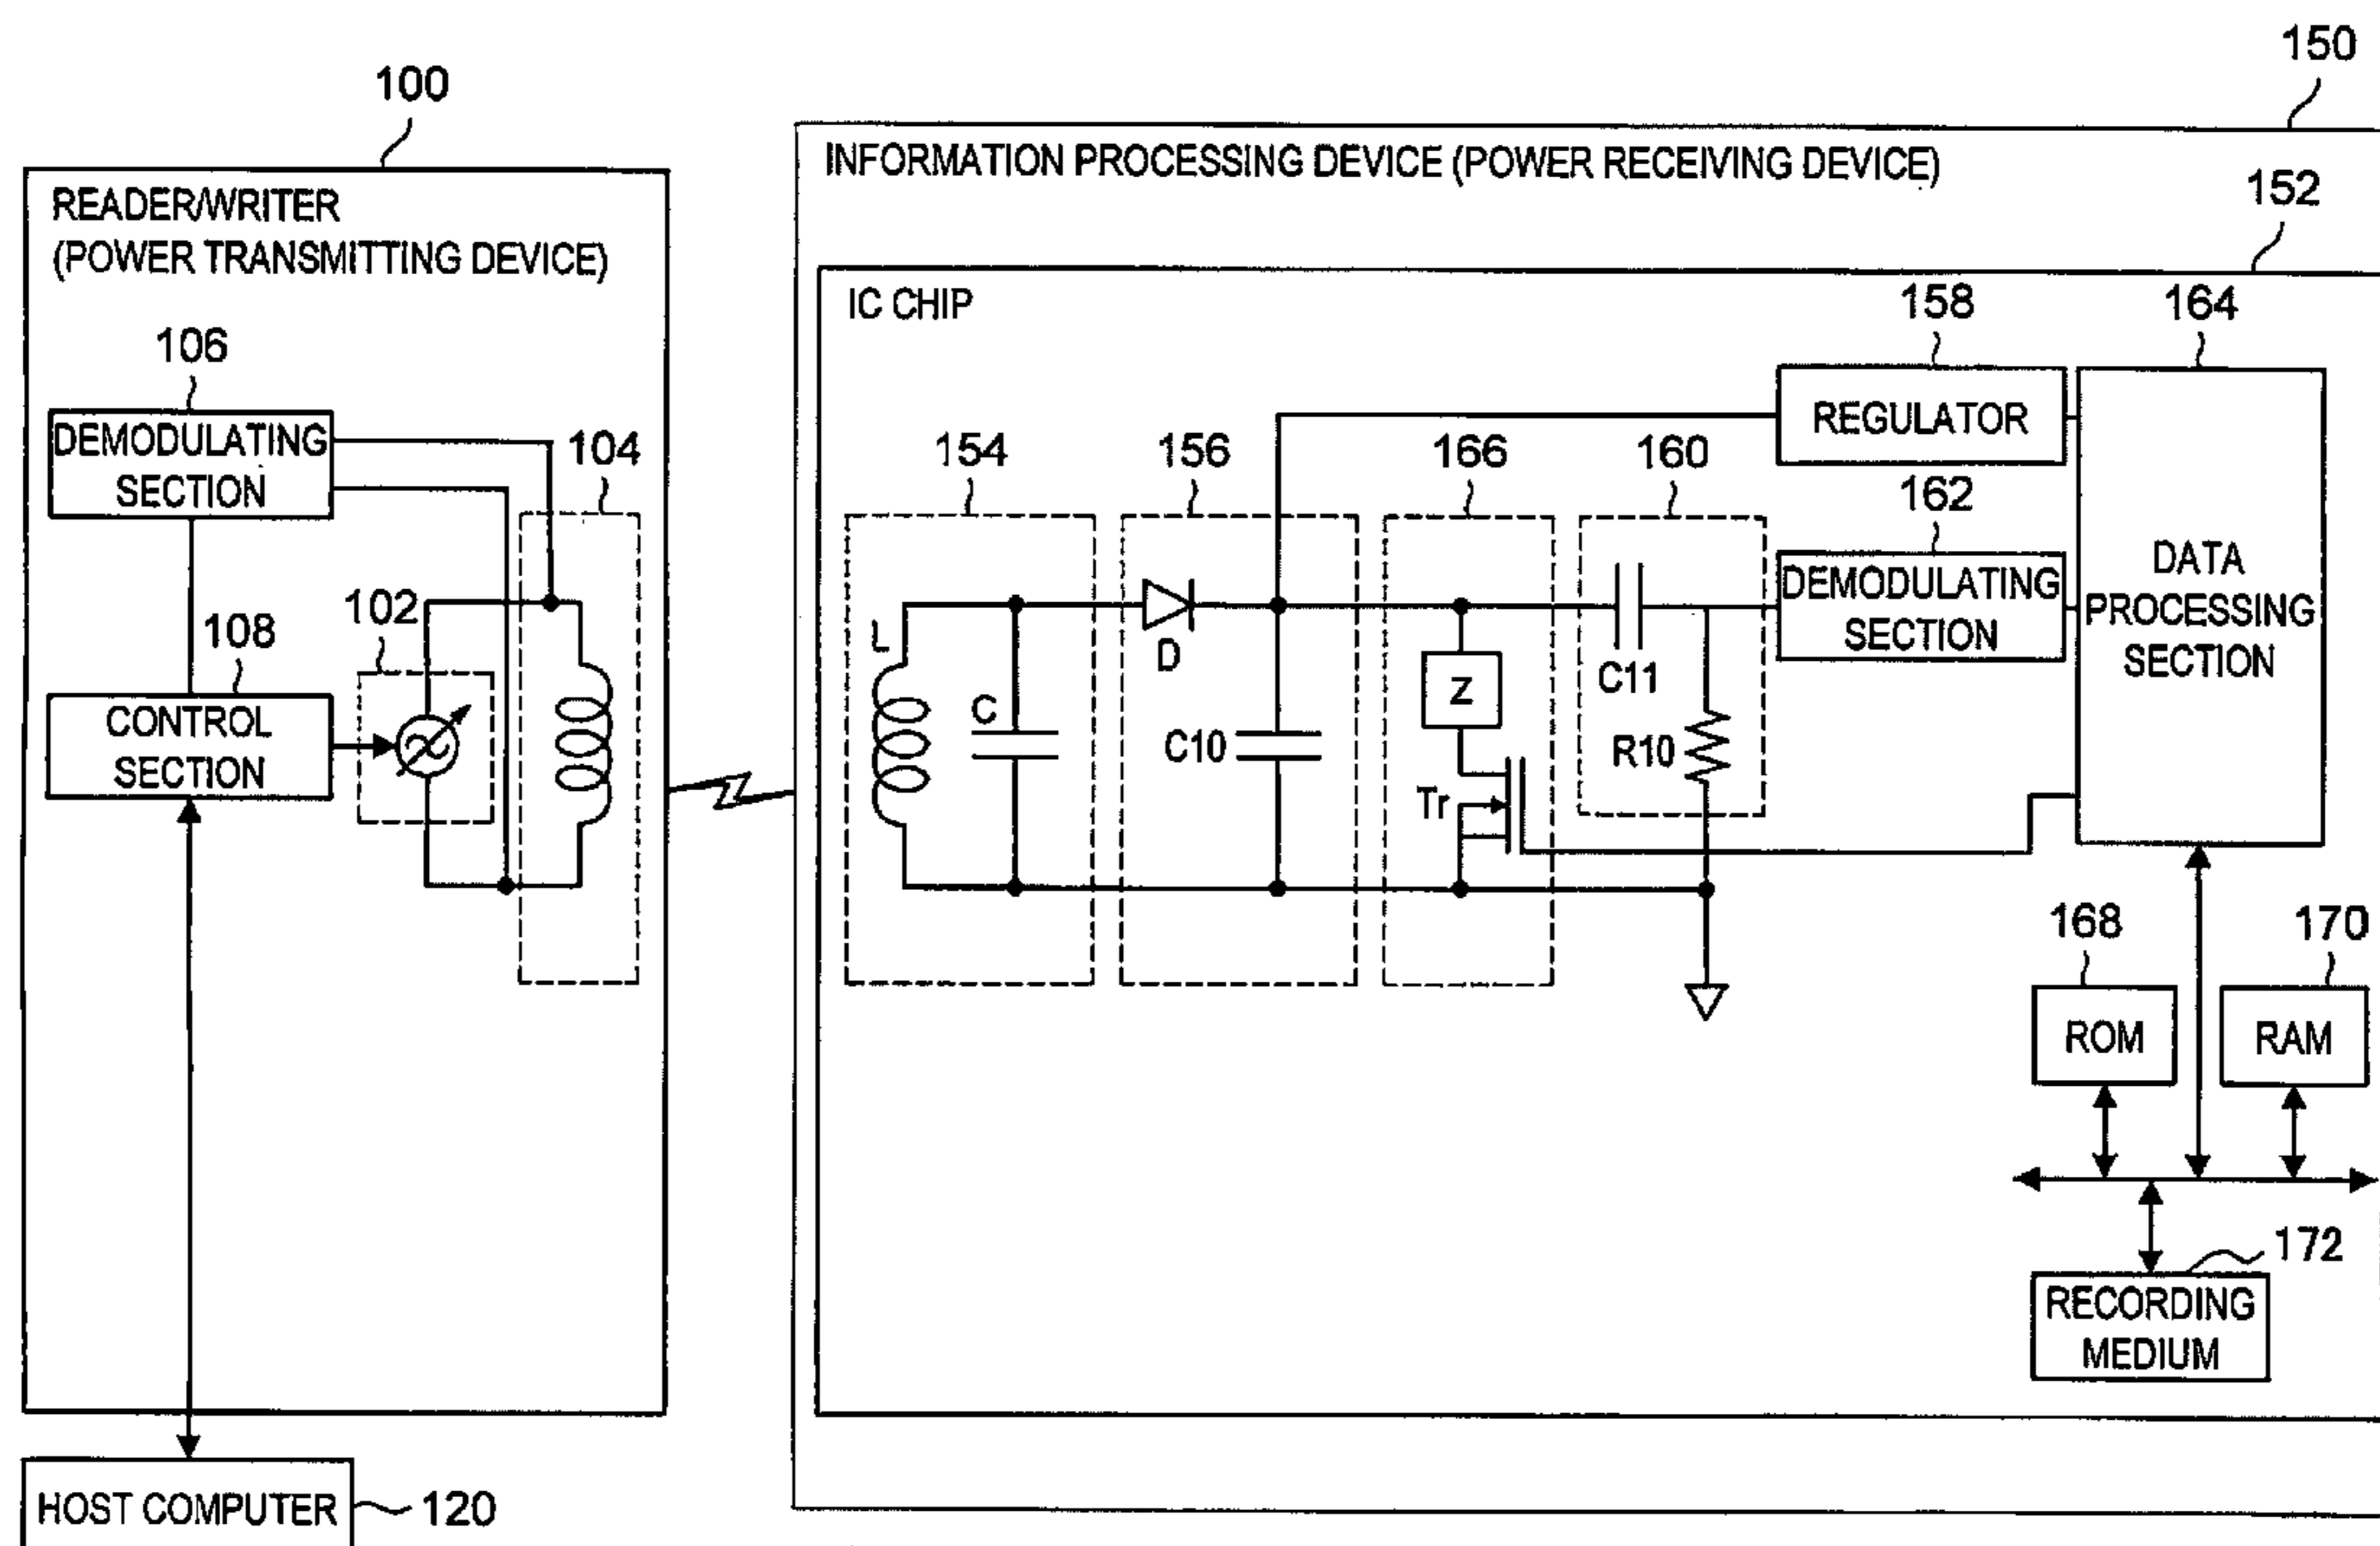 150
100
INFORMATION PROCESSING DEVICE (POWER RECEIVING DEVICE)
152
READER/WRITER
(POWER TRANSMITTING DEVICE)
IC CHIP
158
164
106
REGULATOR
DEMODULATING
SECTION
104
154
156
166
160
162
DATA
PROCESSING
SECTION
102
108
L
D
C11
DEMODULATING
SECTION
Z
CONTROL
SECTION
C
C10
R10
Tr
168
170
ROM
RAM
172
RECORDING
MEDIUM
HOST COMPUTER
120